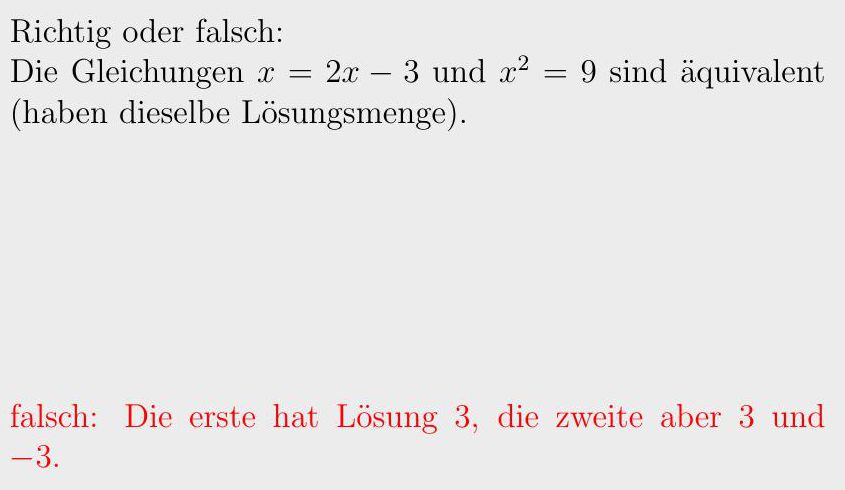 Richtig oder falsch:
Die Gleichungen x = 2x − 3 und x² = 9 sind äquivalent
(haben dieselbe Lösungsmenge).
falsch: Die erste hat Lösung 3, die zweite aber 3 und
−3.